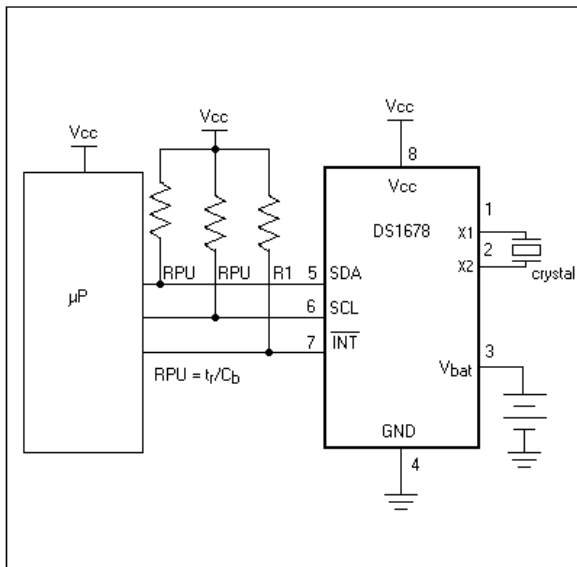 Vcc
Vcc
Vcc
8
Vcc
DS1678
1
X1
2
X2
crystal
RPU
RPU
R1
5
SDA
µP
6
SCL
7
INT
3
Vbat
RPU = tr/Cb
GND
4